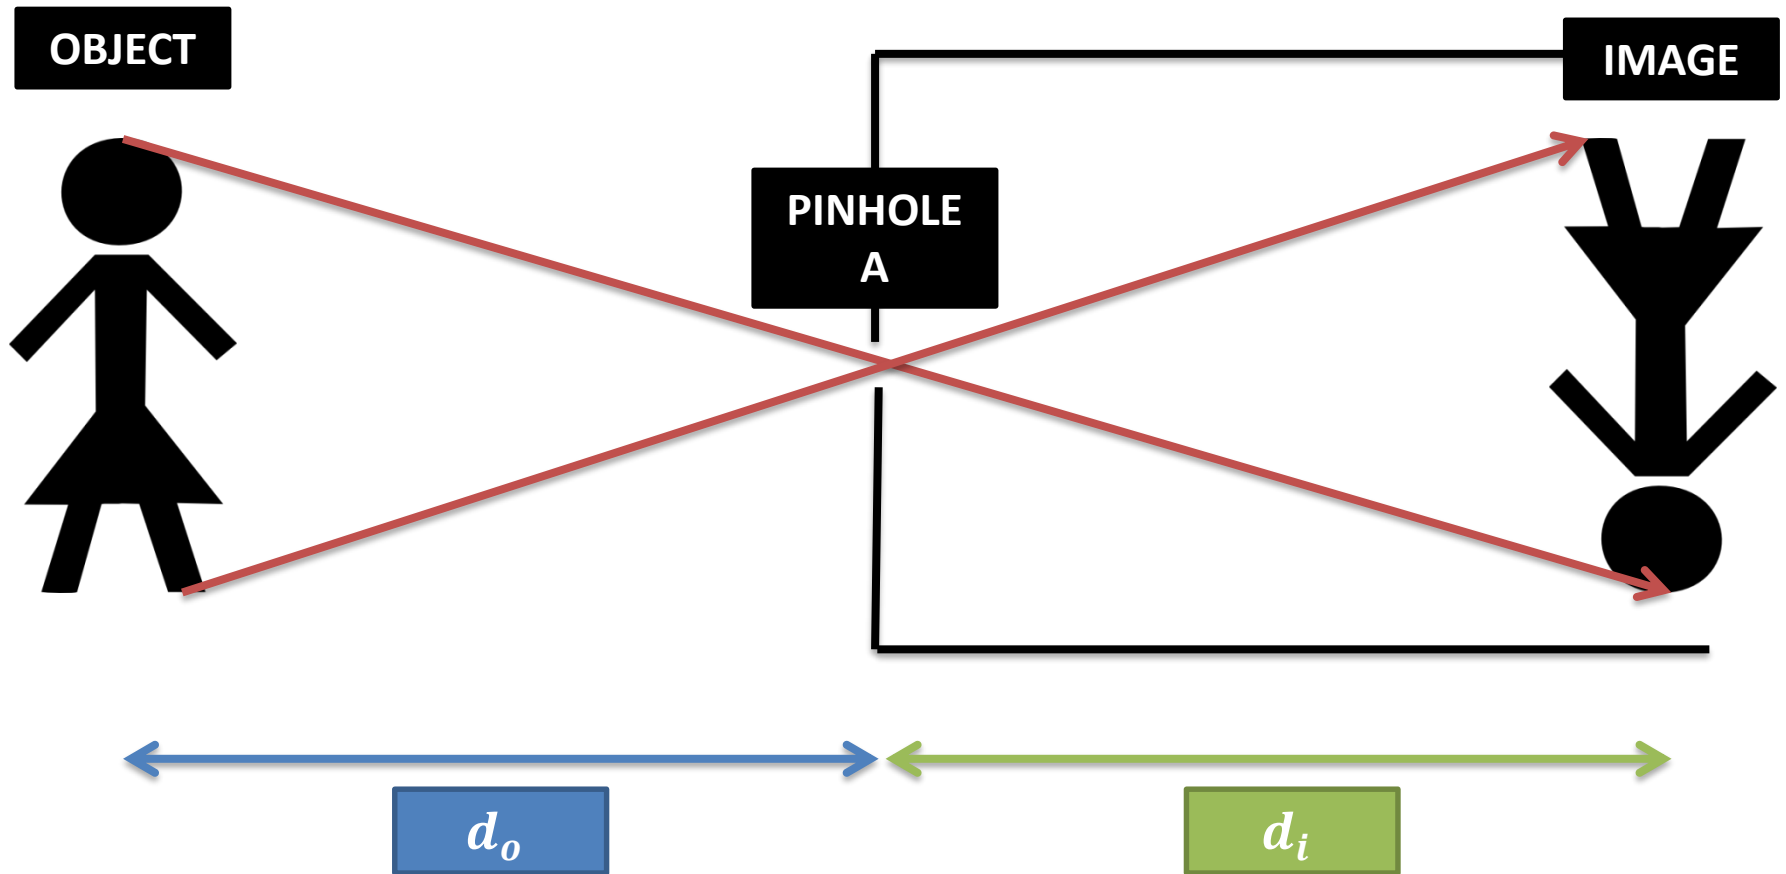 OBJECT
IMAGE
PINHOLE
A
dₒ
dᵢ